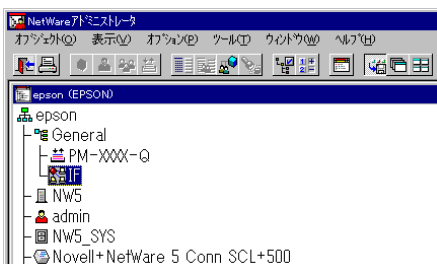 NetWareアドミニストレータ
オブジェクト(O) 表示(V) オプション(P) ツール(T) ウィンドウ(W) ヘルプ(H)
epson (EPSON)
epson
General
PM-XXX-Q
IF
NW5
admin
NW5_SYS
Novell+NetWare 5 Conn SCL+500